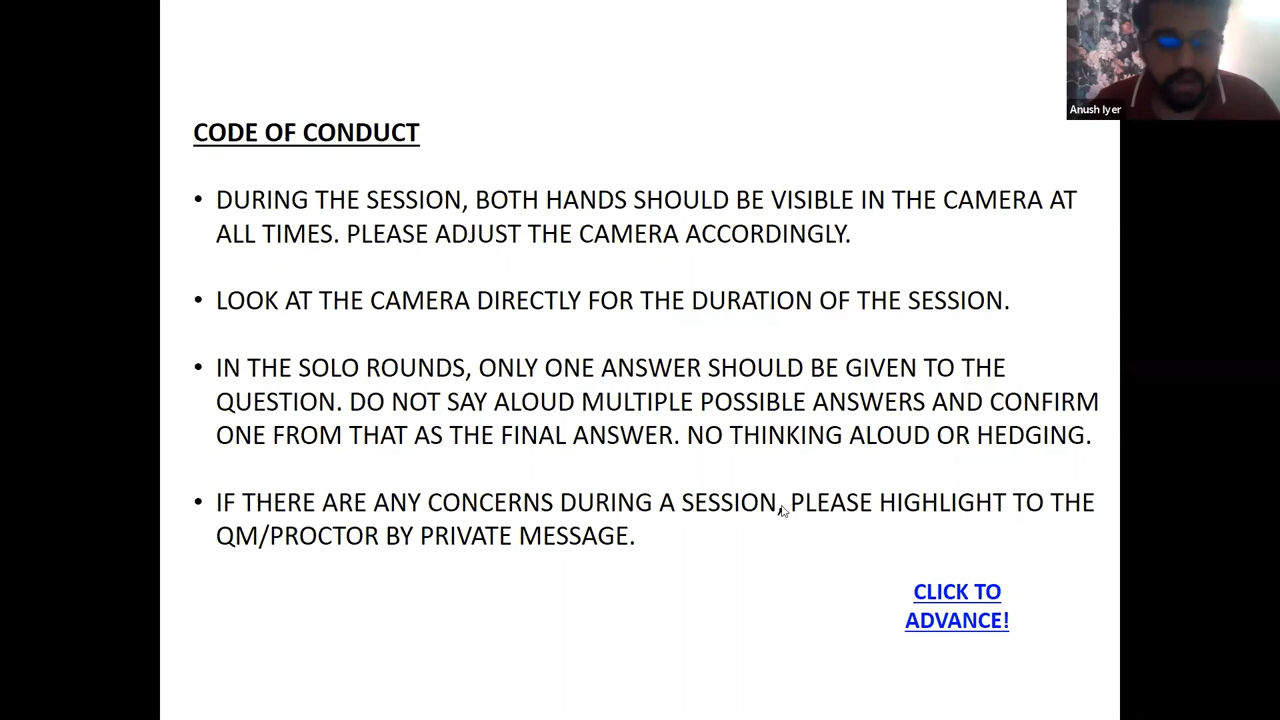 Anush Iyer
CODE OF CONDUCT
• DURING THE SESSION, BOTH HANDS SHOULD BE VISIBLE IN THE CAMERA AT
ALL TIMES. PLEASE ADJUST THE CAMERA ACCORDINGLY.
• LOOK AT THE CAMERA DIRECTLY FOR THE DURATION OF THE SESSION.
• IN THE SOLO ROUNDS, ONLY ONE ANSWER SHOULD BE GIVEN TO THE
QUESTION. DO NOT SAY ALOUD MULTIPLE POSSIBLE ANSWERS AND CONFIRM
ONE FROM THAT AS THE FINAL ANSWER. NO THINKING ALOUD OR HEDGING.
• IF THERE ARE ANY CONCERNS DURING A SESSION, PLEASE HIGHLIGHT TO THE
QM/PROCTOR BY PRIVATE MESSAGE.
CLICK TO
ADVANCE!